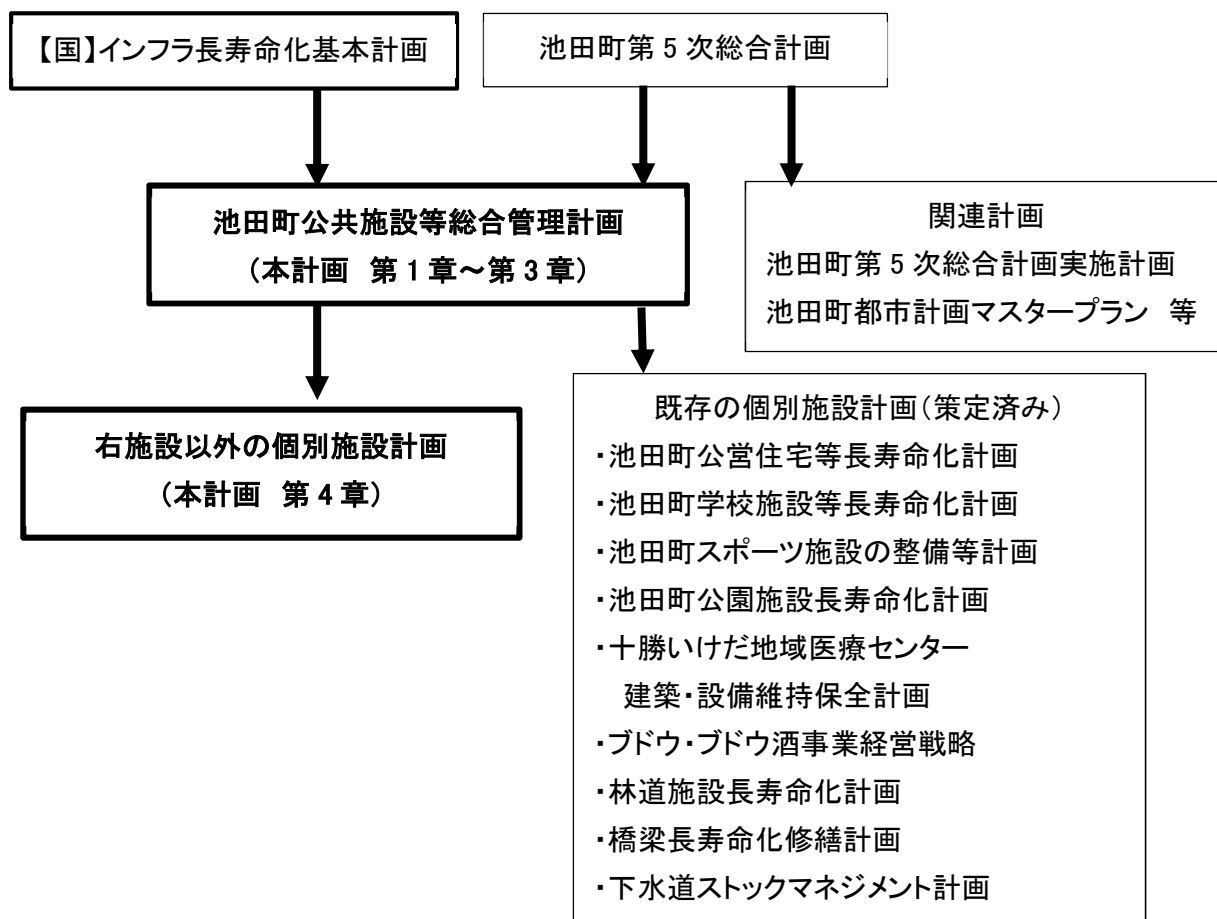 【国】インフラ長寿命化基本計画
池田町第5次総合計画
池田町公共施設等総合管理計画
（本計画　第1章～第3章）
関連計画
池田町第5次総合計画実施計画
池田町都市計画マスタープラン　等
右施設以外の個別施設計画
（本計画　第4章）
既存の個別施設計画（策定済み）
・池田町公営住宅等長寿命化計画
・池田町学校施設等長寿命化計画
・池田町スポーツ施設の整備等計画
・池田町公園施設長寿命化計画
・十勝いけだ地域医療センター
建築・設備維持保全計画
・ブドウ・ブドウ酒事業経営戦略
・林道施設長寿命化計画
・橋梁長寿命化修繕計画
・下水道ストックマネジメント計画